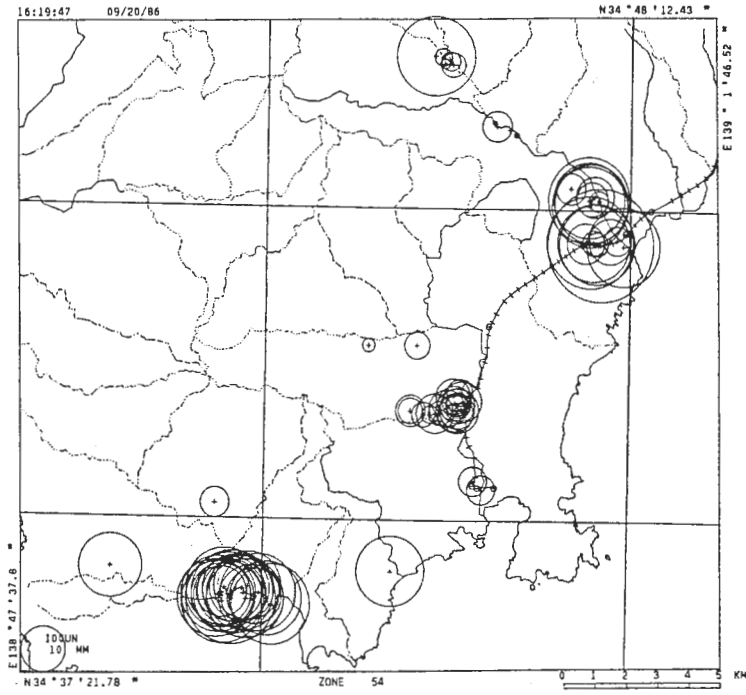 16:19:47 09/20/86
N34 °48 '12.43 "
E139 ° 1 '46.52 "
E138 °47 '37.8 "
10 MM
N34 °37 '21.78 "
ZONE 54
0 1 2 3 4 5 KM